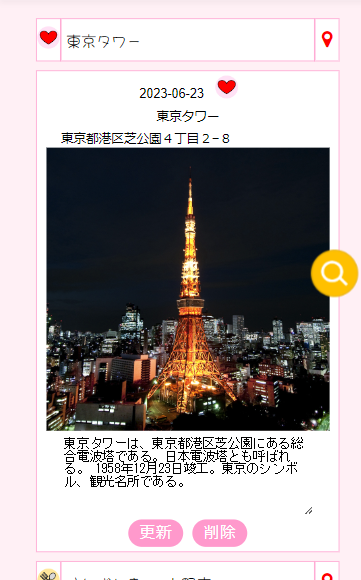 東京タワー
2023-06-23
東京タワー
東京都港区芝公園４丁目２−８
東京タワーは、東京都港区芝公園にある総
合電波塔である。日本電波塔とも呼ばれ
る。 1958年12月23日竣工。東京のシンボ
ル、観光名所である。
更新
削除